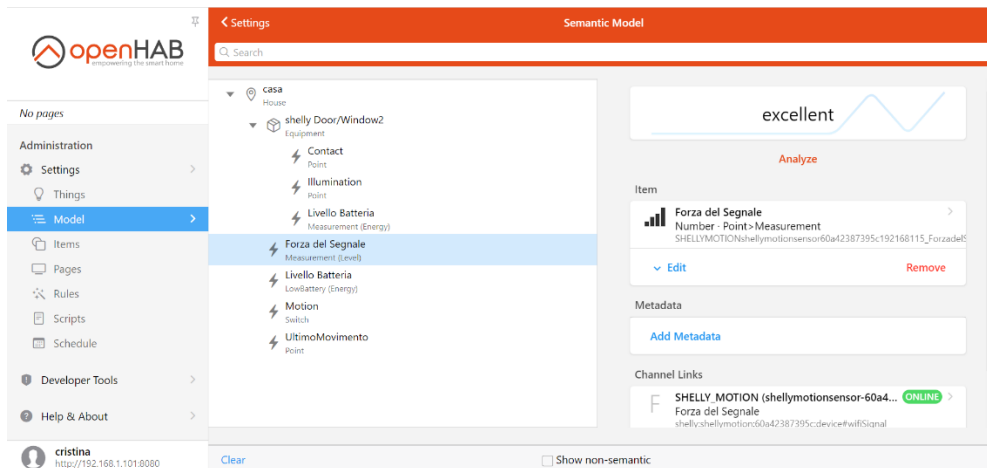 openHAB
empowering the smart home
No pages
Administration
Settings
Things
Model
Items
Pages
Rules
Scripts
Schedule
Developer Tools
Help & About
cristina
http://192.168.1.101:8080
Settings
Semantic Model
Search
casa
House
shelly Door/Window2
Equipment
Contact
Point
Illumination
Point
Livello Batteria
Measurement (Energy)
Forza del Segnale
Measurement (Level)
Livello Batteria
LowBattery (Energy)
Motion
Switch
UltimoMovimento
Point
Clear
Show non-semantic
excellent
Analyze
Item
Forza del Segnale
Number · Point>Measurement
SHELLYMOTIONshellymotionsensor60a42387395c192168115_ForzadelS
Edit
Remove
Metadata
Add Metadata
Channel Links
F
SHELLY_MOTION (shellymotionsensor-60a4... ONLINE
Forza del Segnale
shelly:shellymotion:60a42387395c:device#wifiSignal